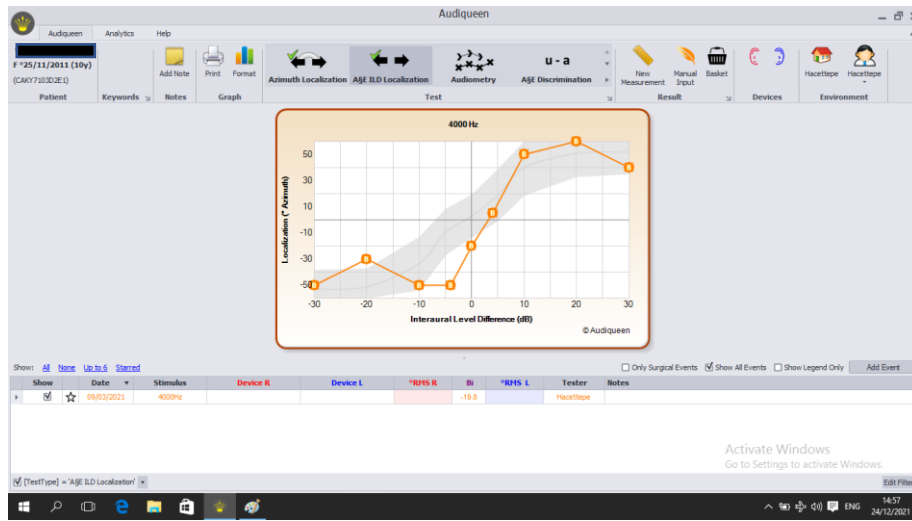 Audiqueen
Audiqueen Analytics Help
F *25/11/2011 (10y)
(CAKY7103D2E1)
Add Note
Print Format
Azimuth Localization A§E ILD Localization Audiometry
u - a
A§E Discrimination
New Measurement
Manual Input
Basket
Hacettepe Hacettepe
Patient Keywords Notes Graph Test Result Devices Environment
4000 Hz
50
30
10
-10
-30
-50
Localization (° Azimuth)
-30 -20 -10 0 10 20 30
Interaural Level Difference (dB)
© Audiqueen
B B B B B B B B B
Show: All None Up to 6 Starred
Only Surgical Events Show All Events Show Legend Only Add Event
Show Date Stimulus Device R Device L °RMS R Bi °RMS L Tester Notes
09/03/2021 4000Hz -19.8 Hacettepe
Activate Windows
Go to Settings to activate Windows.
[TestType] = 'A§E ILD Localization' Edit Filte
ENG 14:57
24/12/2021